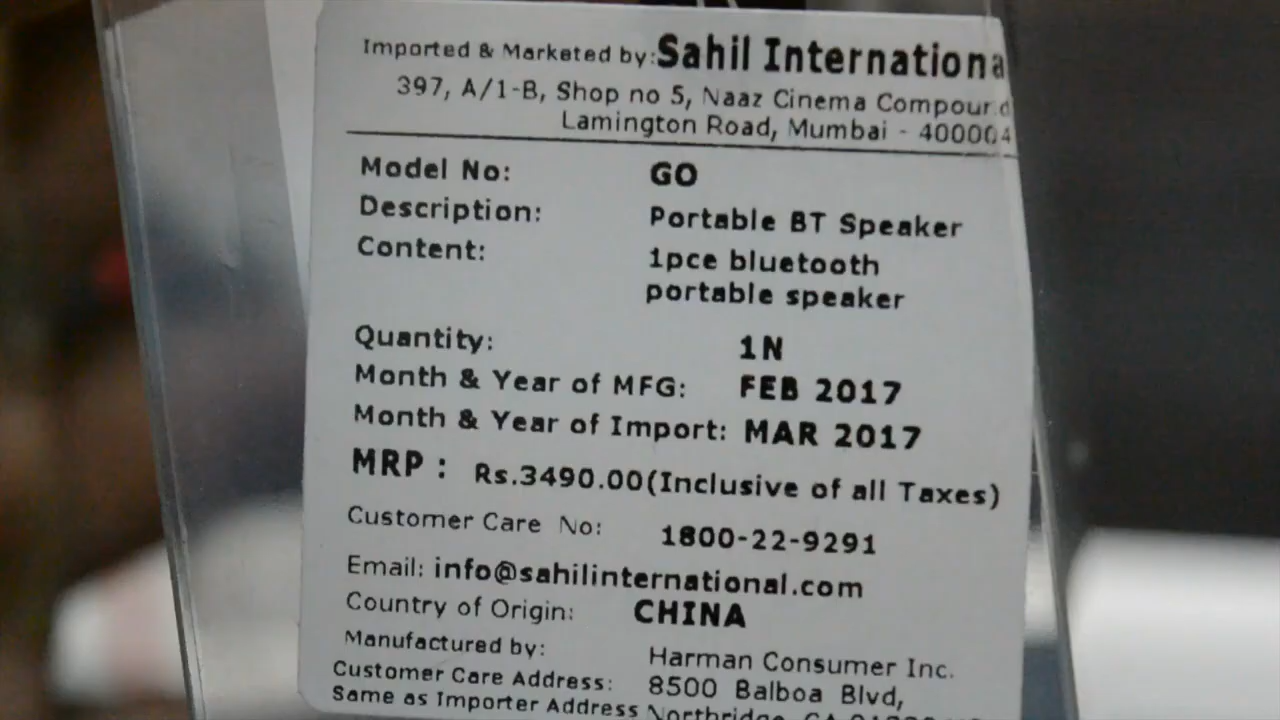 Imported & Marketed by: Sahil Internationa
397, A/1-B, Shop no 5, Naaz Cinema Compound
Lamington Road, Mumbai - 400004
Model No: GO
Description: Portable BT Speaker
Content: 1pce bluetooth
portable speaker
Quantity: 1N
Month & Year of MFG: FEB 2017
Month & Year of Import: MAR 2017
MRP : Rs.3490.00(Inclusive of all Taxes)
Customer Care No: 1800-22-9291
Email: info@sahilinternational.com
Country of Origin: CHINA
Manufactured by: Harman Consumer Inc.
Customer Care Address: 8500 Balboa Blvd,
Same as Importer Address Northridge, CA